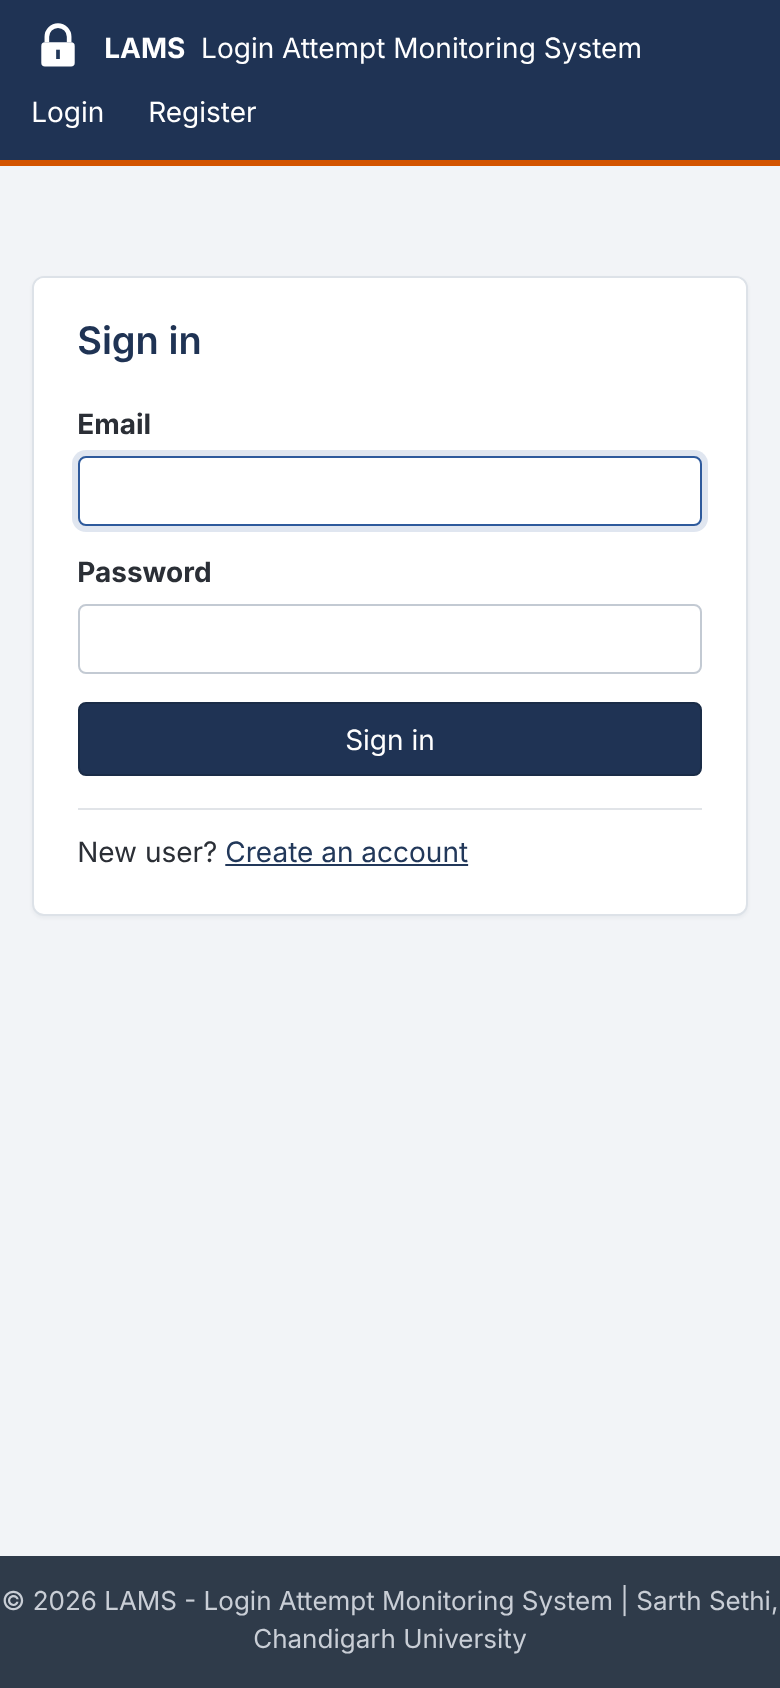 LAMS Login Attempt Monitoring System
Login Register
Sign in
Email
Password
Sign in
New user? Create an account
© 2026 LAMS - Login Attempt Monitoring System | Sarth Sethi,
Chandigarh University